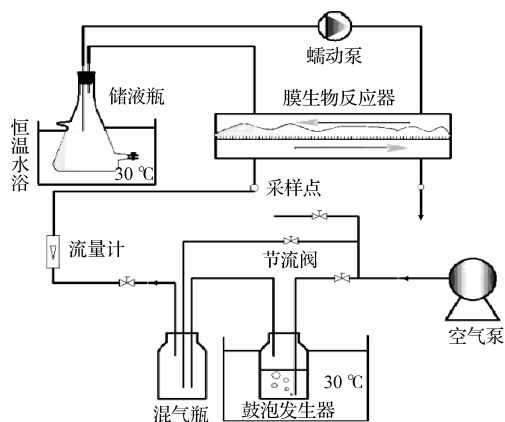 蠕动泵
储液瓶
膜生物反应器
恒温水浴
30 ℃
采样点
流量计
节流阀
空气泵
30 ℃
混气瓶
鼓泡发生器